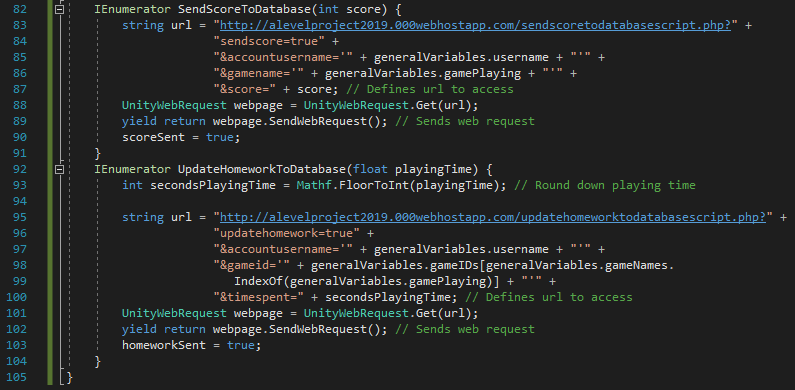 82 IEnumerator SendScoreToDatabase(int score) {
83 string url = "http://alevelproject2019.000webhostapp.com/sendscoretodatabasescript.php?" +
84 "sendscore=true" +
85 "&accountusername='" + generalVariables.username + "'" +
86 "&gamename='" + generalVariables.gamePlaying + "'" +
87 "&score=" + score; // Defines url to access
88 UnityWebRequest webpage = UnityWebRequest.Get(url);
89 yield return webpage.SendWebRequest(); // Sends web request
90 scoreSent = true;
91 }
92 IEnumerator UpdateHomeworkToDatabase(float playingTime) {
93 int secondsPlayingTime = Mathf.FloorToInt(playingTime); // Round down playing time
94
95 string url = "http://alevelproject2019.000webhostapp.com/updatehomeworktodatabasescript.php?" +
96 "updatehomework=true" +
97 "&accountusername='" + generalVariables.username + "'" +
98 "&gameid='" + generalVariables.gameIDs[generalVariables.gameNames.
99 IndexOf(generalVariables.gamePlaying)] + "'" +
100 "&timespent=" + secondsPlayingTime; // Defines url to access
101 UnityWebRequest webpage = UnityWebRequest.Get(url);
102 yield return webpage.SendWebRequest(); // Sends web request
103 homeworkSent = true;
104 }
105 }